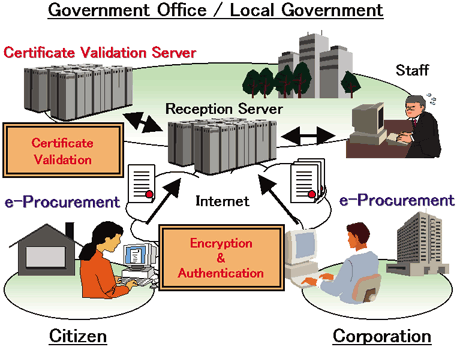 Government Office / Local Government
Certificate Validation Server
Staff
Reception Server
Certificate
Validation
e-Procurement
Internet
e-Procurement
Encryption
&
Authentication
Citizen
Corporation